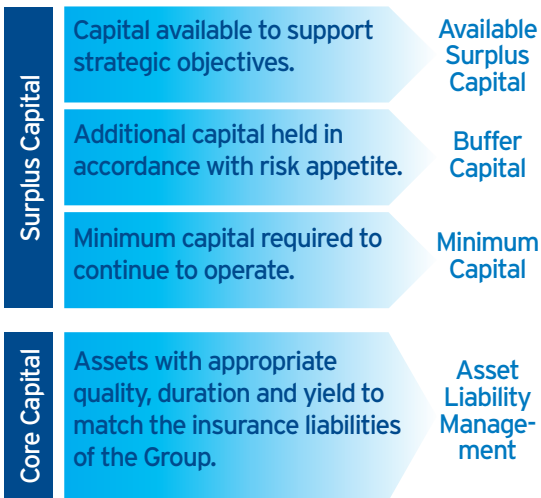 Surplus Capital
Capital available to support
strategic objectives.
Available
Surplus
Capital
Additional capital held in
accordance with risk appetite.
Buffer
Capital
Minimum capital required to
continue to operate.
Minimum
Capital
Core Capital
Assets with appropriate
quality, duration and yield to
match the insurance liabilities
of the Group.
Asset
Liability
Manage-
ment